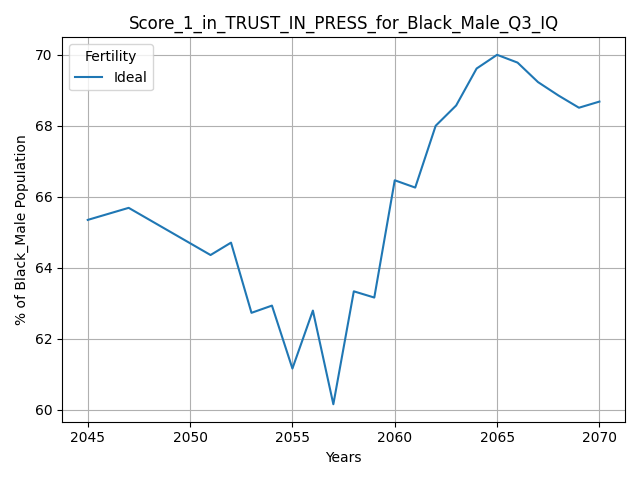 Score_1_in_TRUST_IN_PRESS_for_Black_Male_Q3_IQ
Fertility
Ideal
% of Black_Male Population
70
68
66
64
62
60
2045
2050
2055
2060
2065
2070
Years